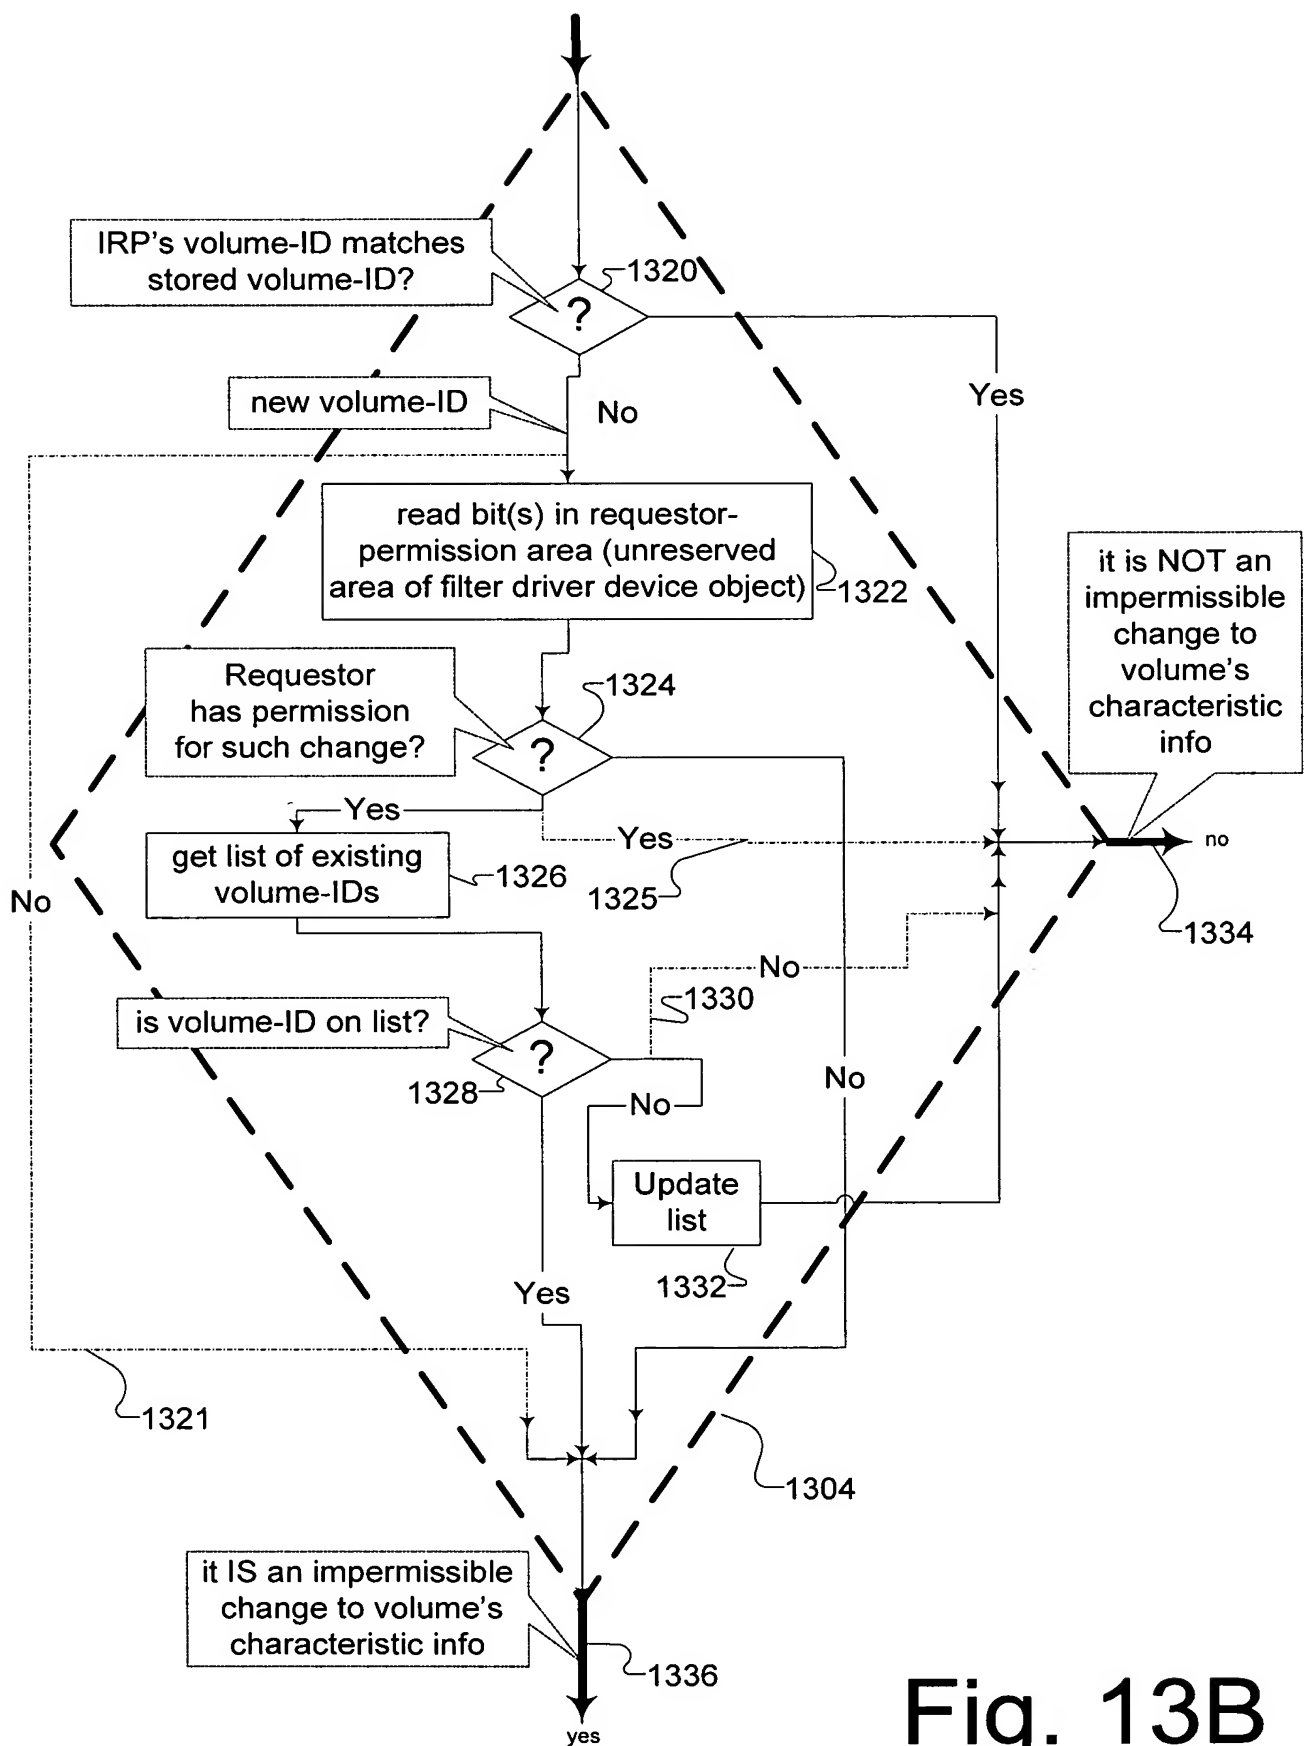 IRP's volume-ID matches
stored volume-ID?
1320
?
Yes
new volume-ID
No
read bit(s) in requestor-
permission area (unreserved
area of filter driver device object)
1322
it is NOT an
impermissible
change to
volume's
characteristic
info
Requestor
has permission
for such change?
1324
?
Yes
Yes
no
get list of existing
volume-IDs
1326
1325
No
1334
No
1330
is volume-ID on list?
?
1328
No
No
Update
list
1332
Yes
1321
1304
it IS an impermissible
change to volume's
characteristic info
1336
yes
Fig. 13B